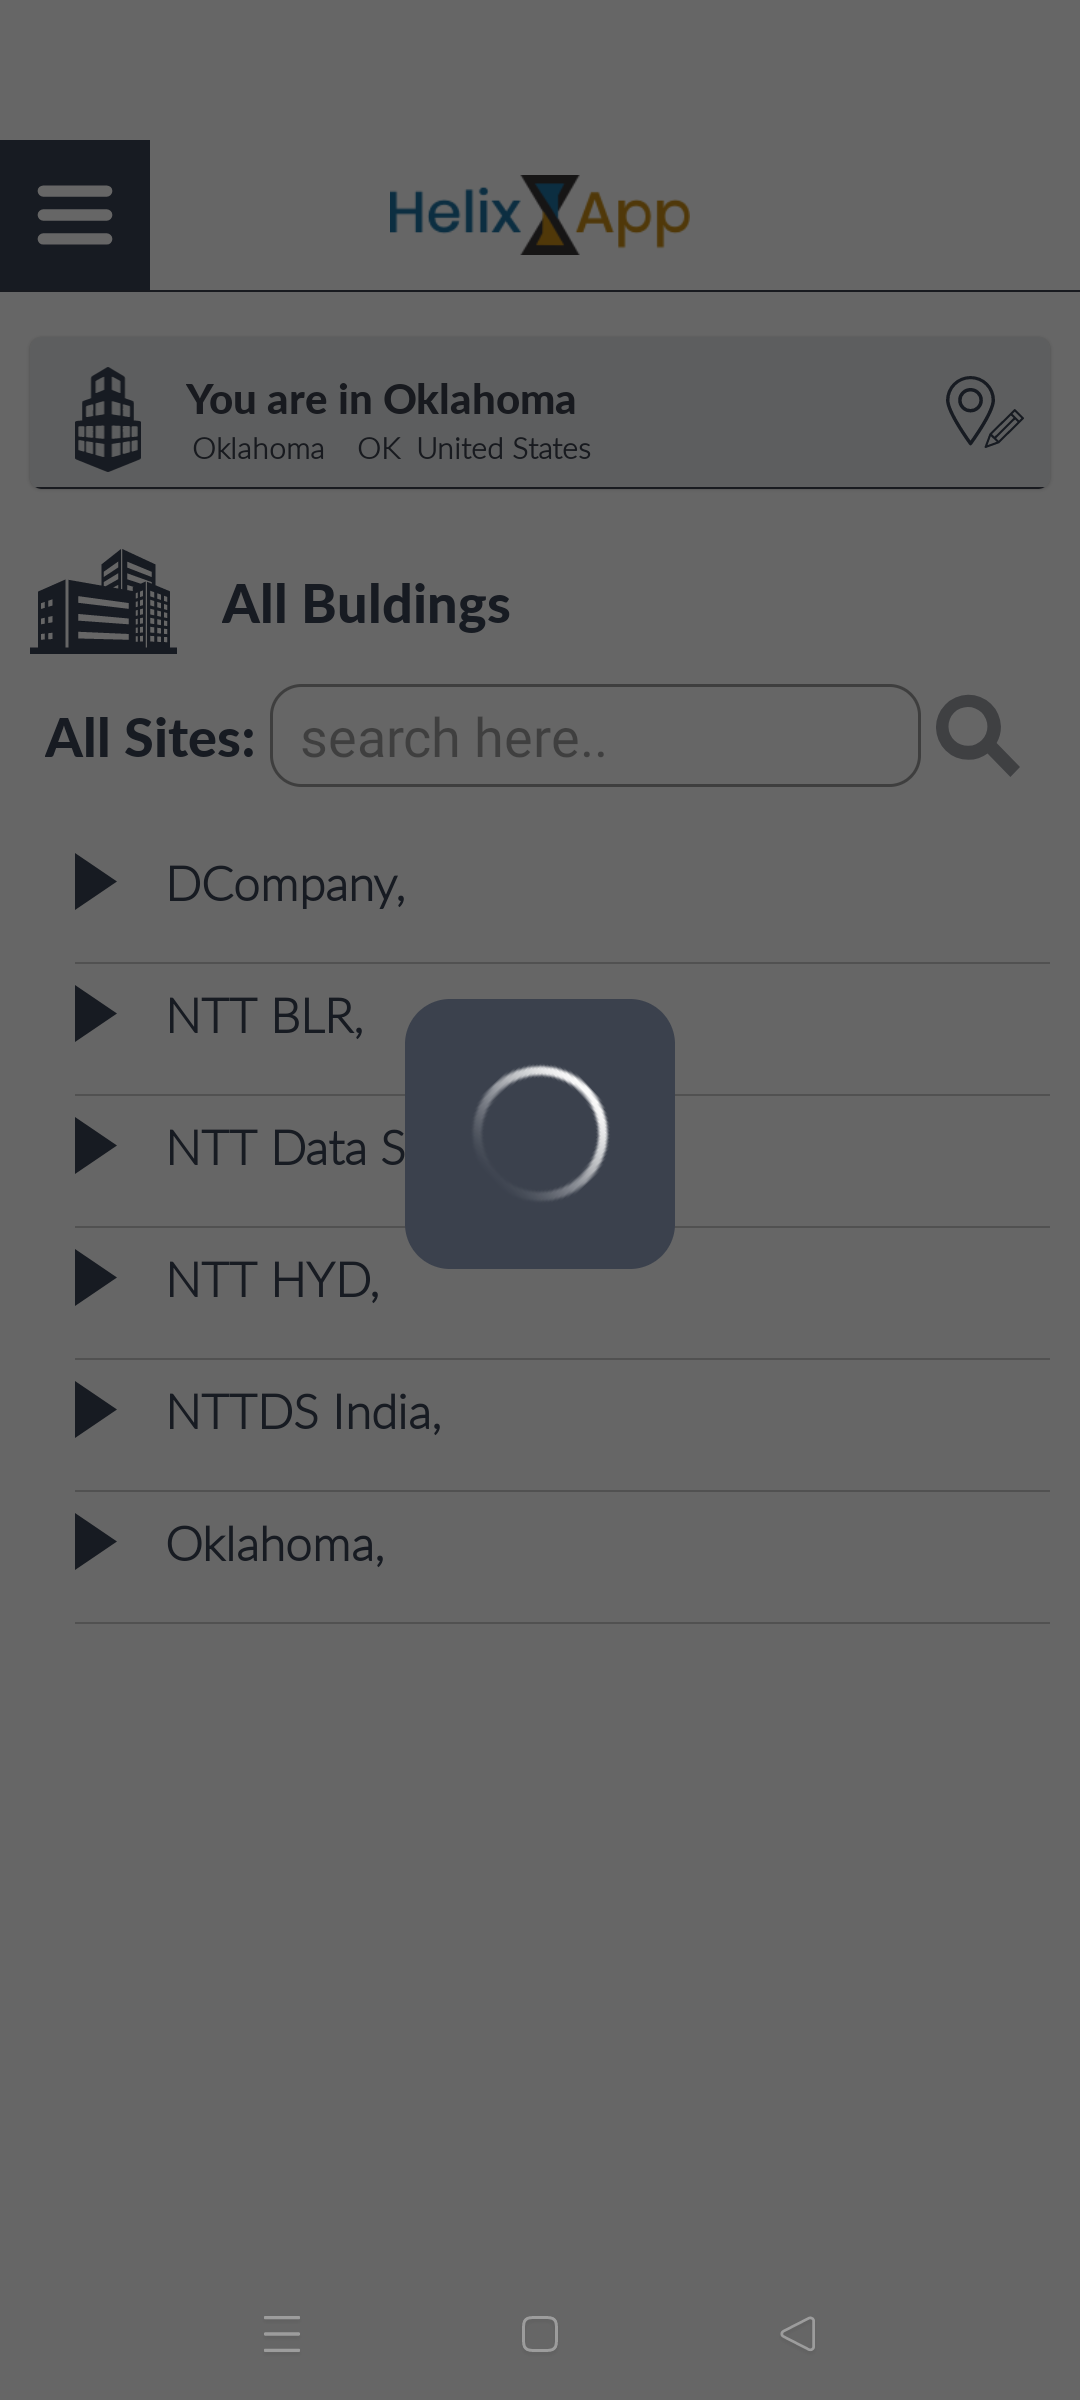 Helix App
You are in Oklahoma
Oklahoma OK United States
All Buldings
All Sites: search here..
DCompany,
NTT BLR,
NTT Data
NTT HYD,
NTTDS India,
Oklahoma,